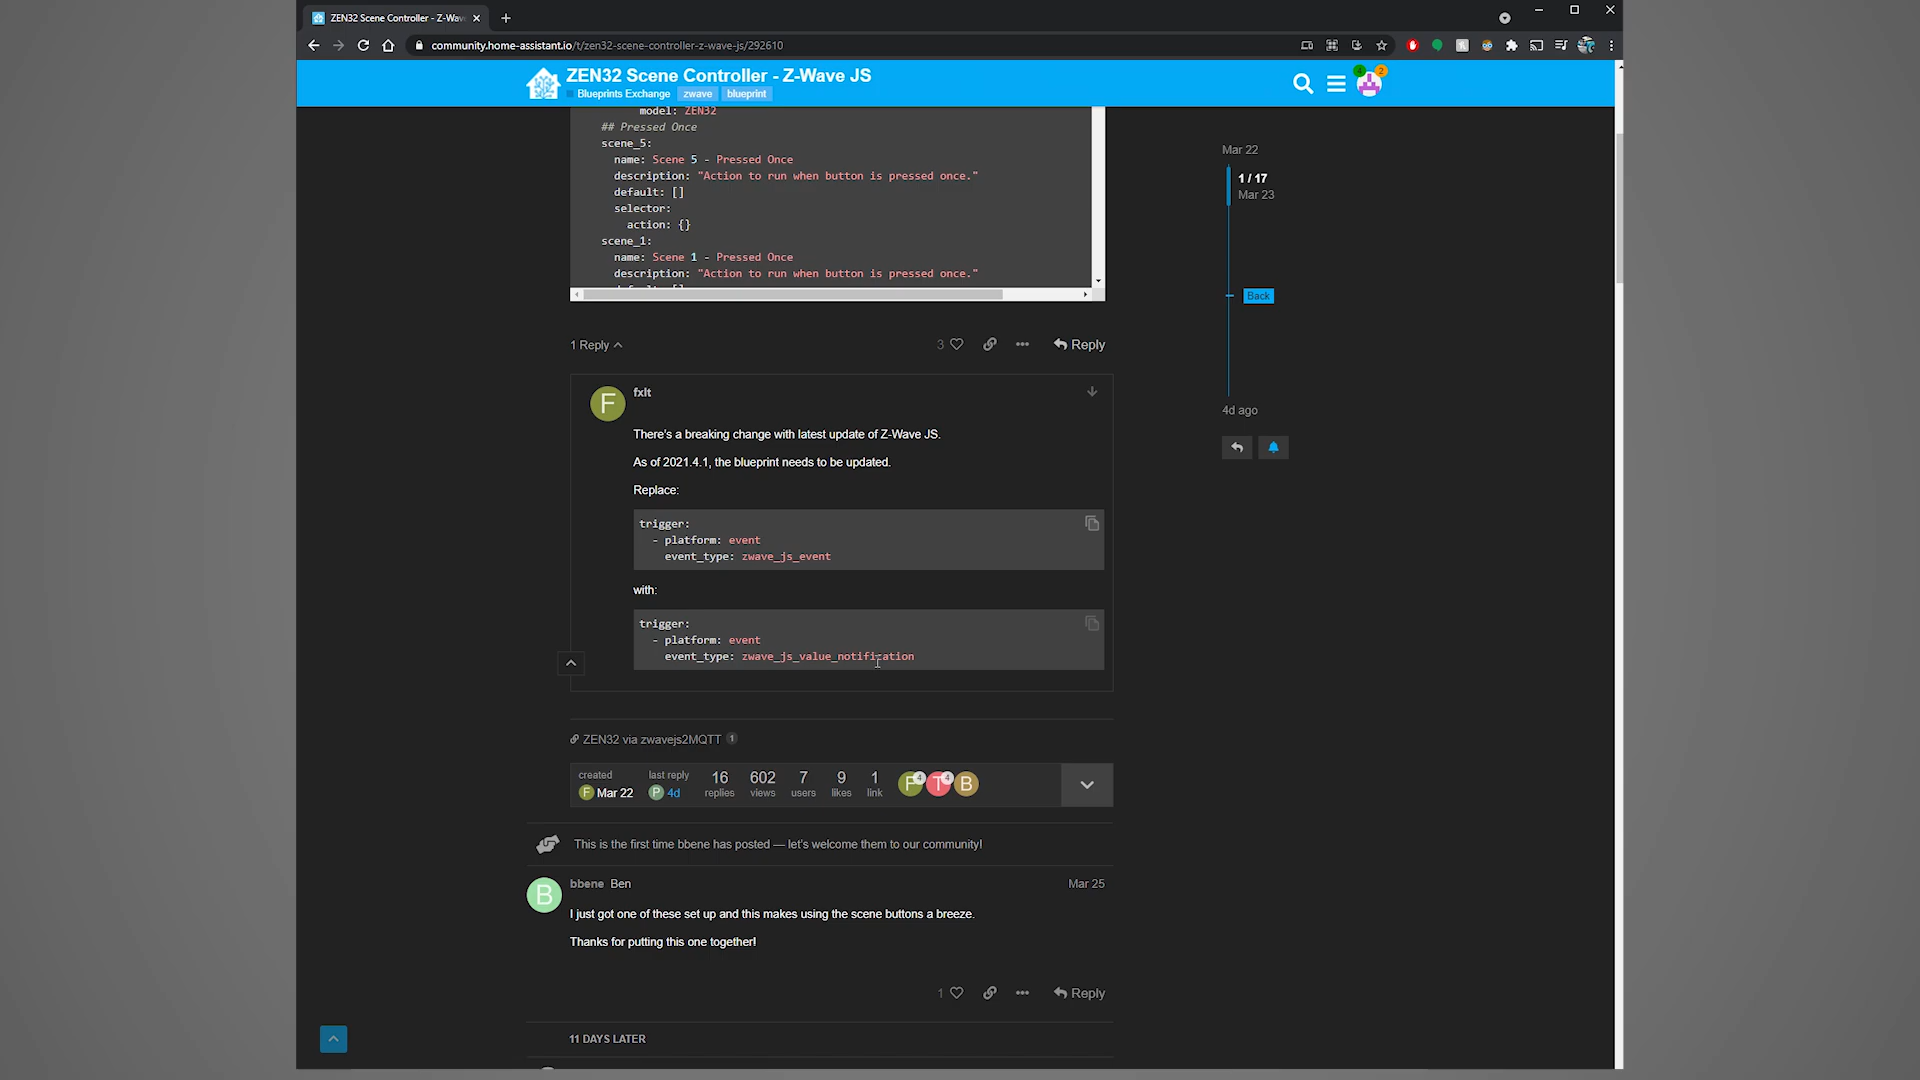 ZEN32 Scene Controller - Z-Wav
community.home-assistant.io/t/zen32-scene-controller-z-wave-js/292610
ZEN32 Scene Controller - Z-Wave JS
Blueprints Exchange zwave blueprint
4 2
model: ZEN32
## Pressed Once
scene_5:
name: Scene 5 - Pressed Once
description: "Action to run when button is pressed once."
default: []
selector:
action: {}
scene_1:
name: Scene 1 - Pressed Once
description: "Action to run when button is pressed once."
1 Reply
3
Reply
F
fxlt
There's a breaking change with latest update of Z-Wave JS.
As of 2021.4.1, the blueprint needs to be updated.
Replace:
trigger:
- platform: event
event_type: zwave_js_event
with:
trigger:
- platform: event
event_type: zwave_js_value_notification
ZEN32 via zwavejs2MQTT 1
created last reply 16 602 7 9 1 F 4 T 4 B
F Mar 22 P 4d replies views users likes link
This is the first time bbene has posted — let's welcome them to our community!
B
bbene Ben
Mar 25
I just got one of these set up and this makes using the scene buttons a breeze.
Thanks for putting this one together!
1
Reply
11 DAYS LATER
Mar 22
1 / 17
Mar 23
Back
4d ago